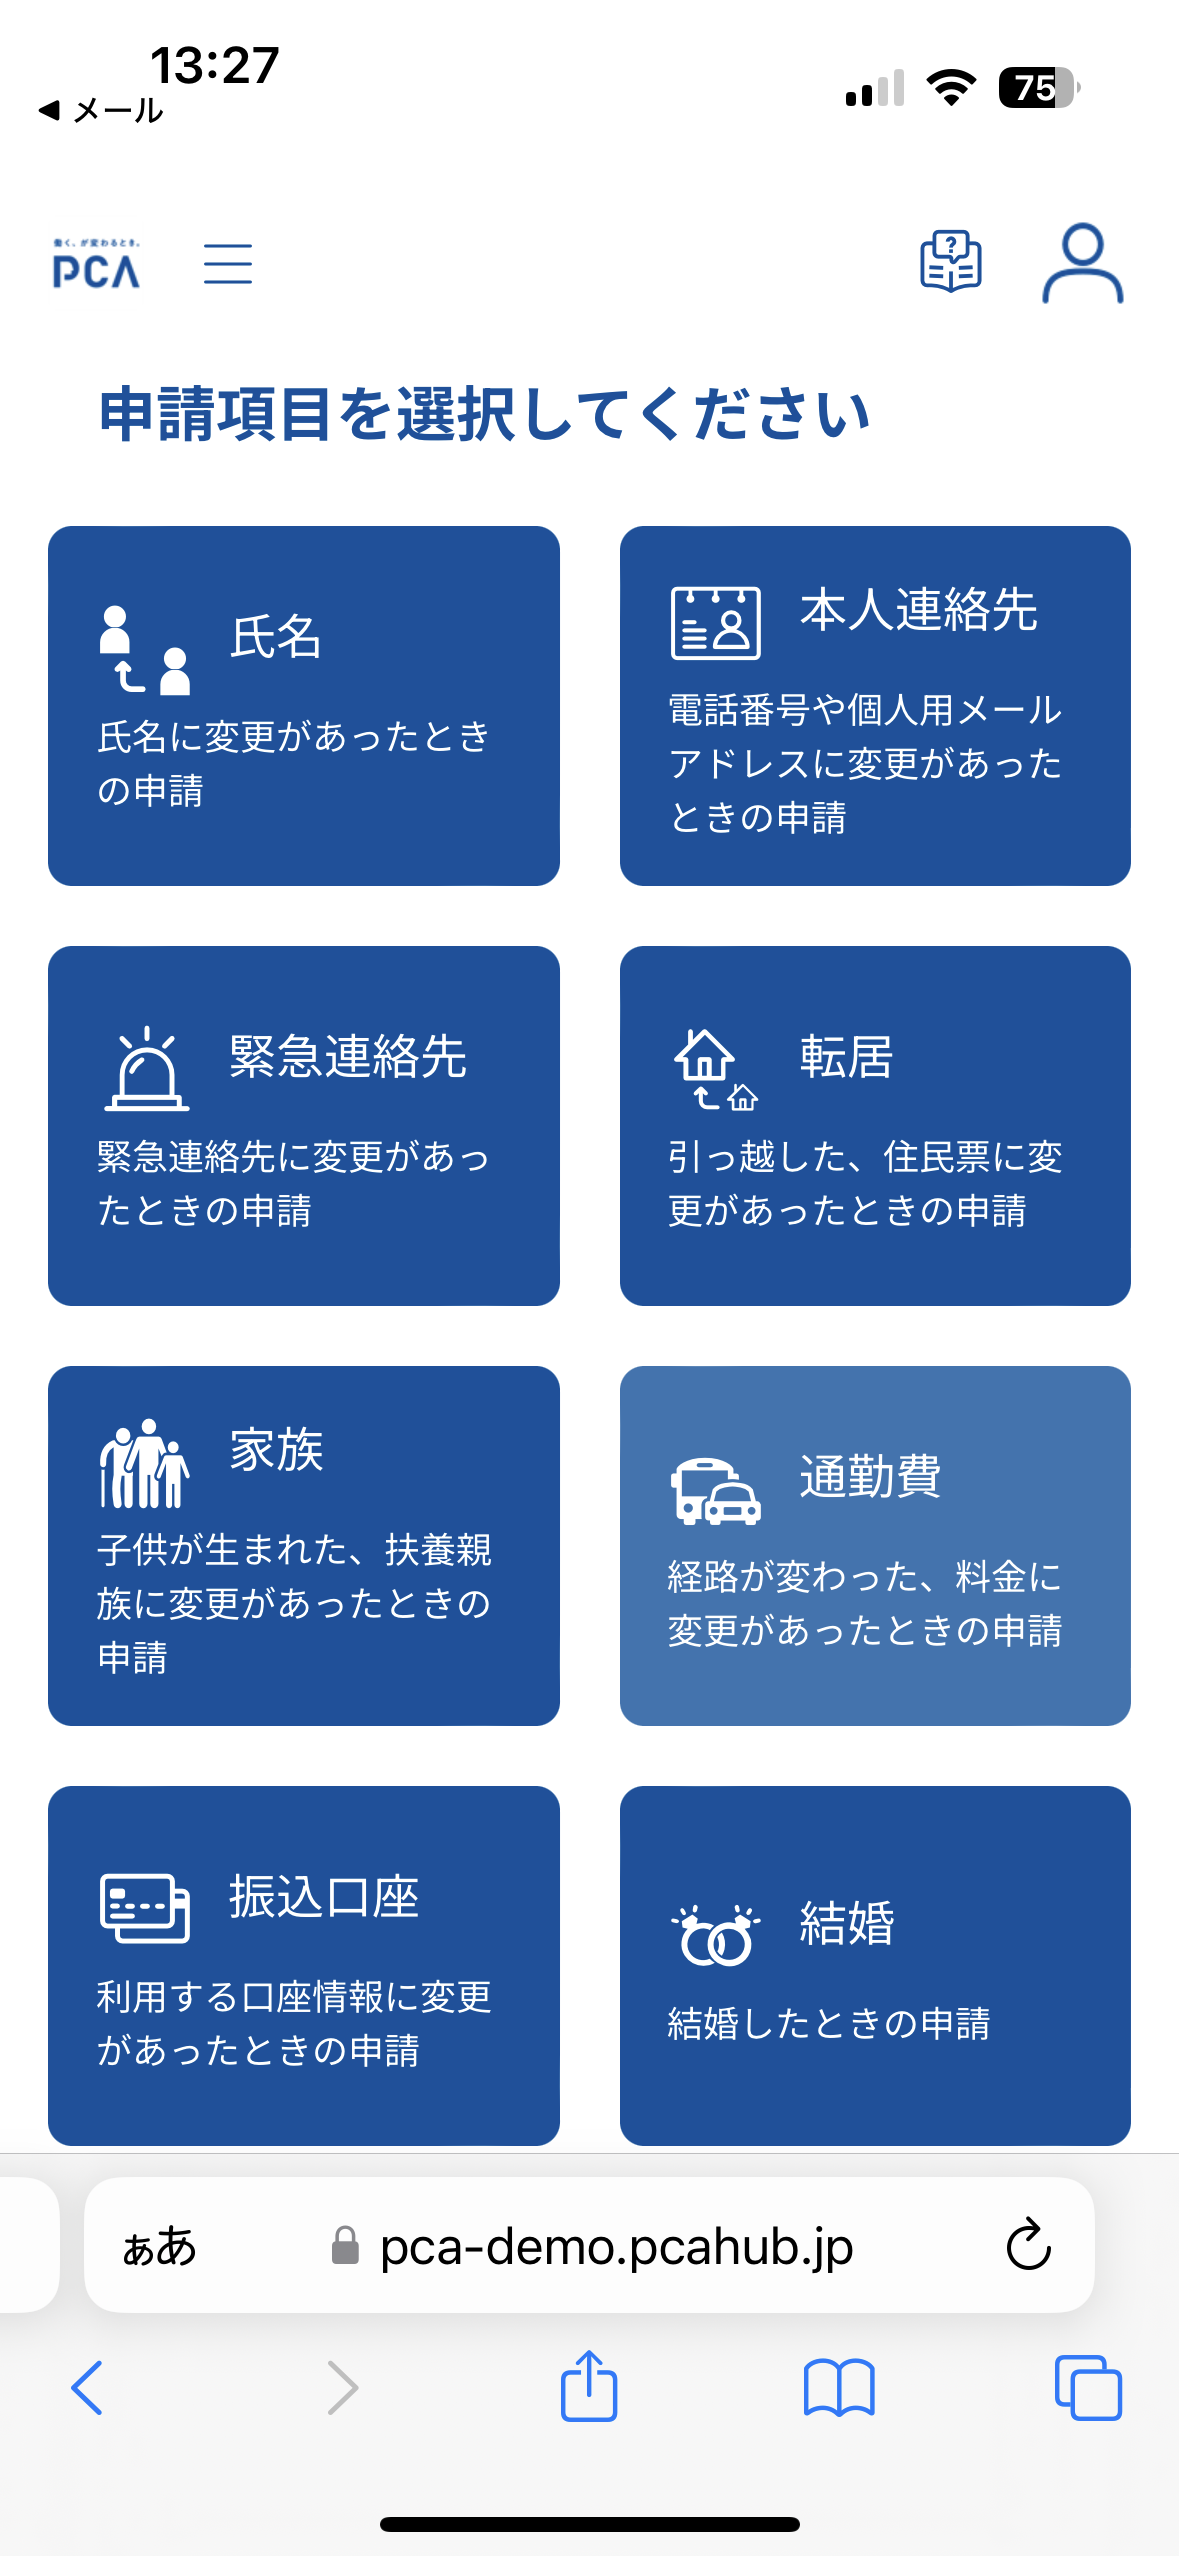 13:27
◀ メール
75
働く、が変わるとき。
PCA
申請項目を選択してください
氏名
氏名に変更があったとき
の申請
本人連絡先
電話番号や個人用メール
アドレスに変更があった
ときの申請
緊急連絡先
緊急連絡先に変更があっ
たときの申請
転居
引っ越した、住民票に変
更があったときの申請
家族
子供が生まれた、扶養親
族に変更があったときの
申請
通勤費
経路が変わった、料金に
変更があったときの申請
振込口座
利用する口座情報に変更
があったときの申請
結婚
結婚したときの申請
ぁあ
pca-demo.pcahub.jp